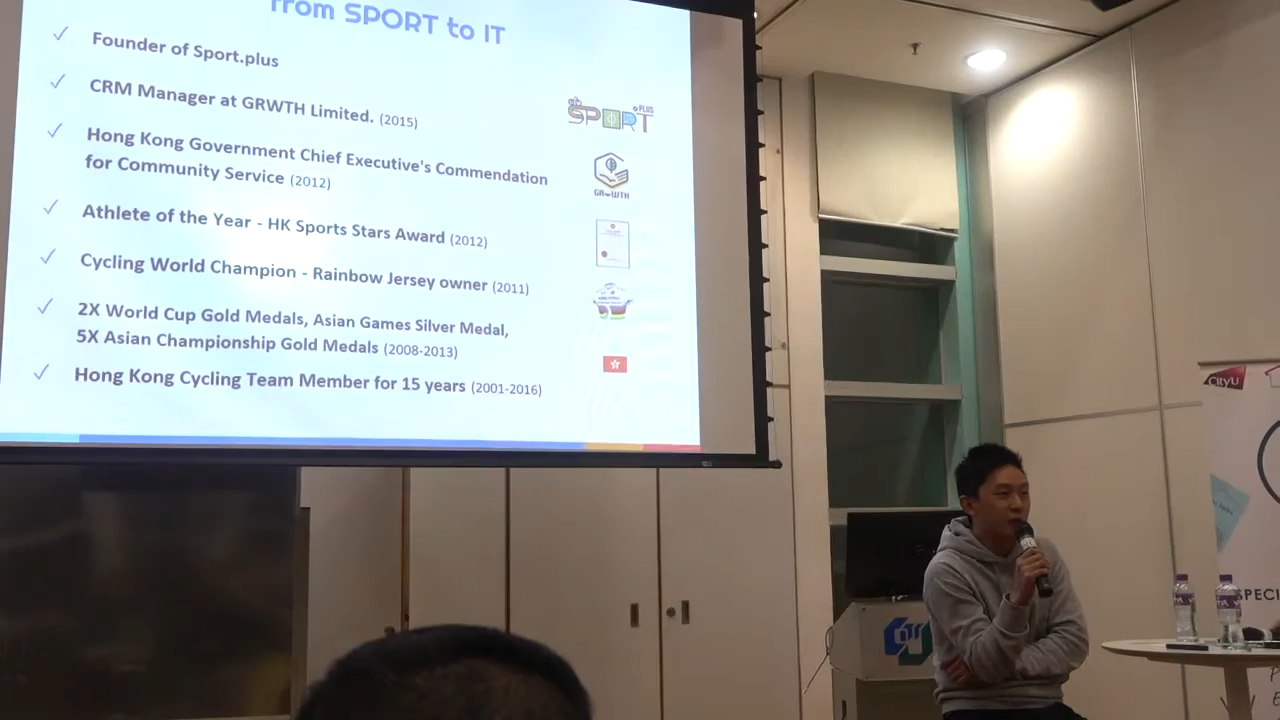 from SPORT to IT
✓ Founder of Sport.plus
✓ CRM Manager at GRWTH Limited. (2015)
✓ Hong Kong Government Chief Executive's Commendation
for Community Service (2012)
✓ Athlete of the Year - HK Sports Stars Award (2012)
✓ Cycling World Champion - Rainbow Jersey owner (2011)
✓ 2X World Cup Gold Medals, Asian Games Silver Medal,
5X Asian Championship Gold Medals (2008-2013)
✓ Hong Kong Cycling Team Member for 15 years (2001-2016)
SPORT PLUS
GRWTH
CityU
SPECI